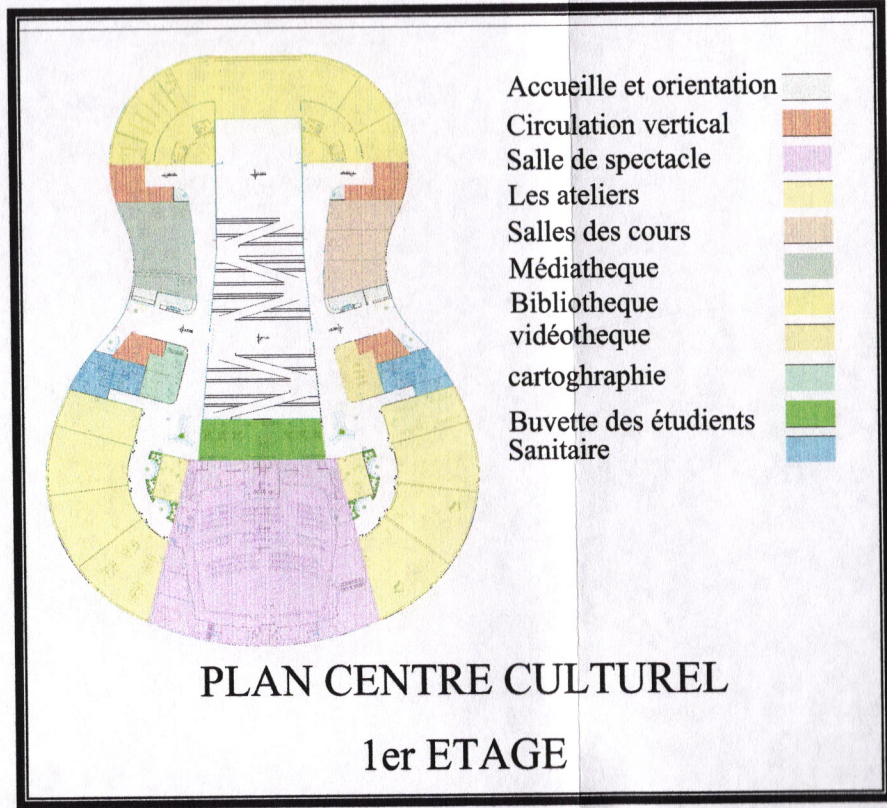 Accueille et orientation
Circulation vertical
Salle de spectacle
Les ateliers
Salles des cours
Médiatheque
Bibliotheque
vidéotheque
cartoghraphie
Buvette des étudients
Sanitaire
PLAN CENTRE CULTUREL
1er ETAGE